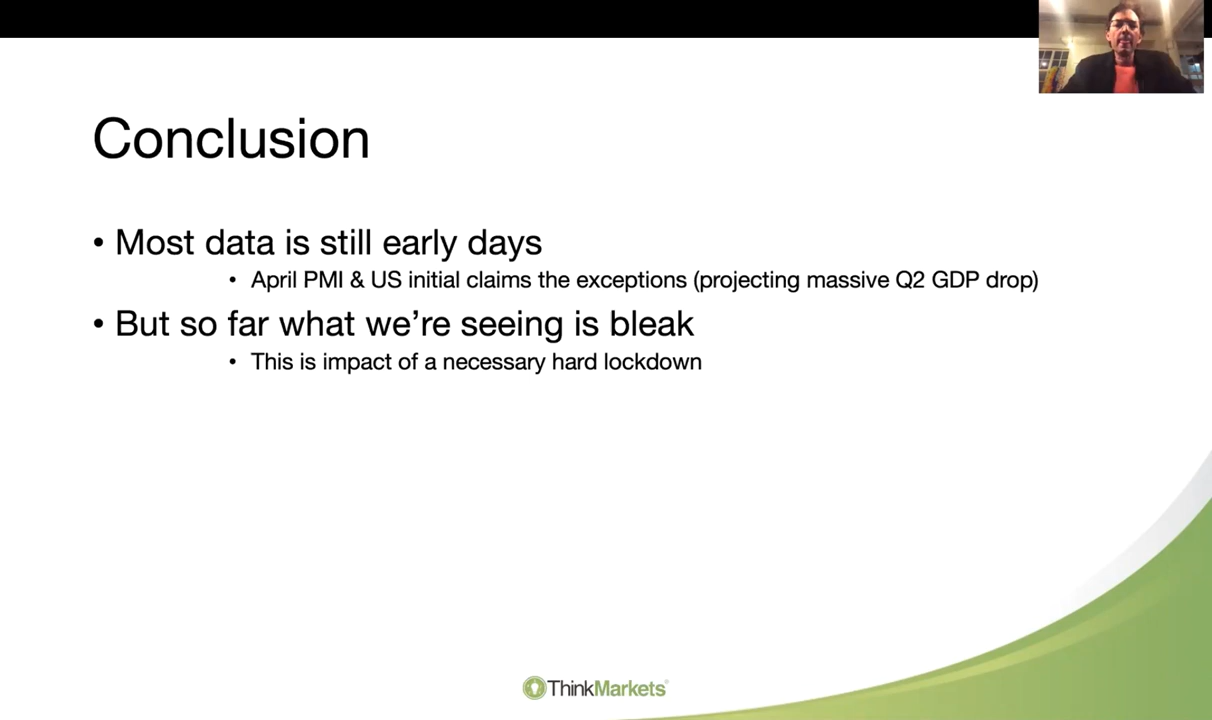 Conclusion
• Most data is still early days
• April PMI & US initial claims the exceptions (projecting massive Q2 GDP drop)
• But so far what we’re seeing is bleak
• This is impact of a necessary hard lockdown
ThinkMarkets